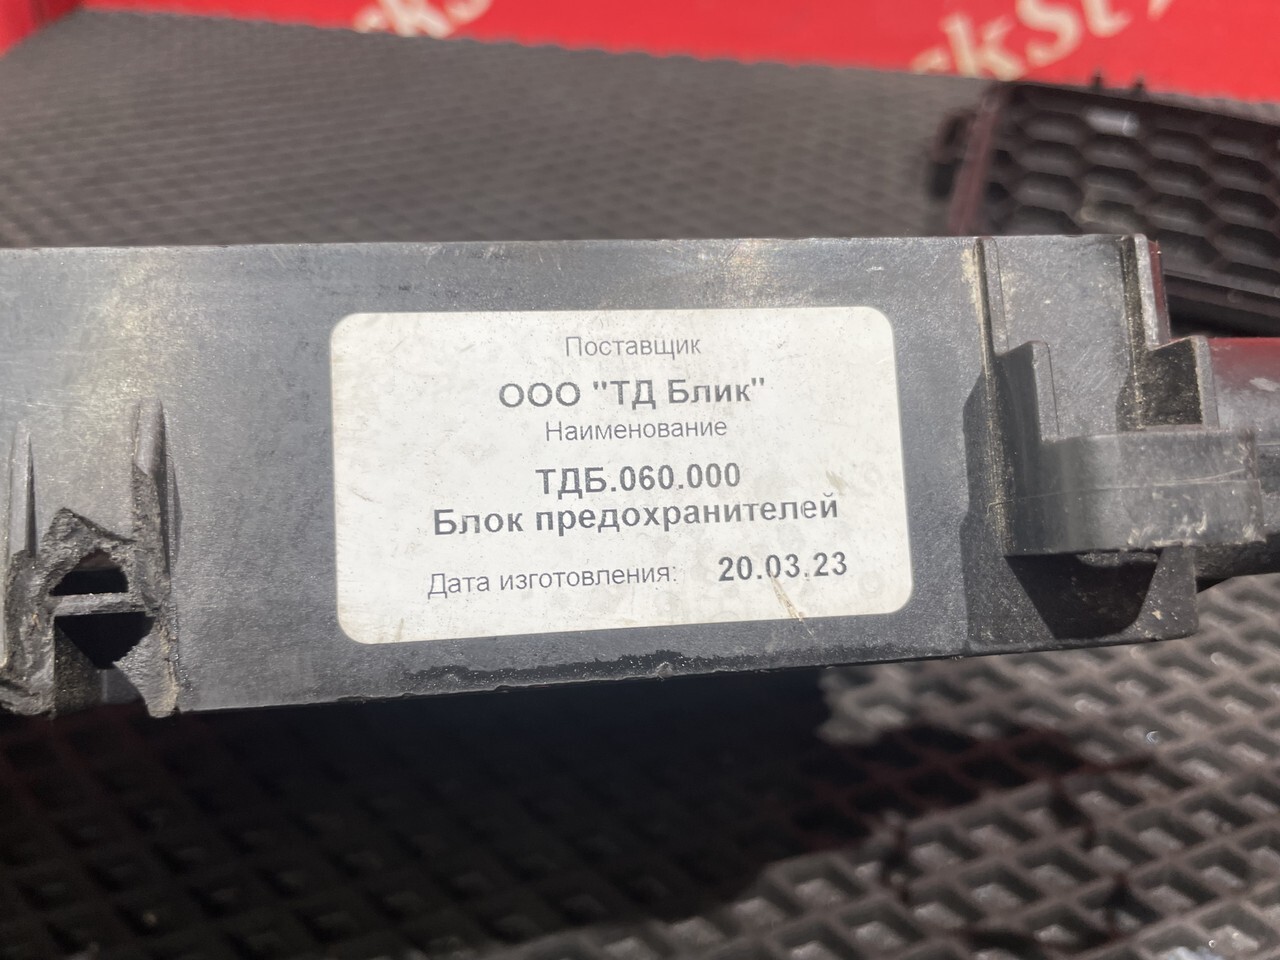 Поставщик
ООО "ТД Блик"
Наименование
ТДБ.060.000
Блок предохранителей
Дата изготовления: 20.03.23